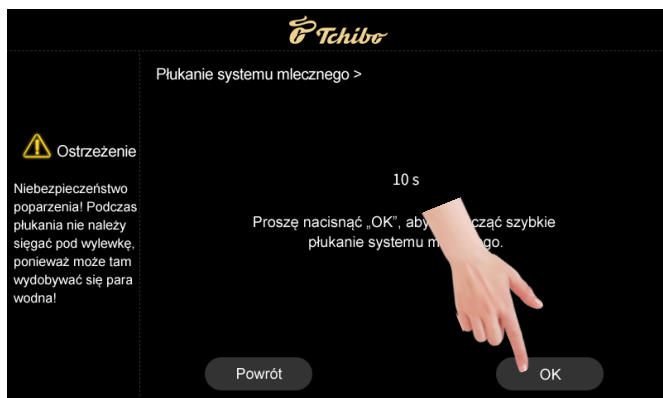 Tchibo
Płukanie systemu mlecznego >
Ostrzeżenie
Niebezpieczeństwo
poparzenia! Podczas
płukania nie należy
sięgać pod wylewkę,
ponieważ może tam
wydobywać się para
wodna!
10 s
Proszę nacisnąć „OK”, aby szybkie
płukanie systemu
Powrót
OK